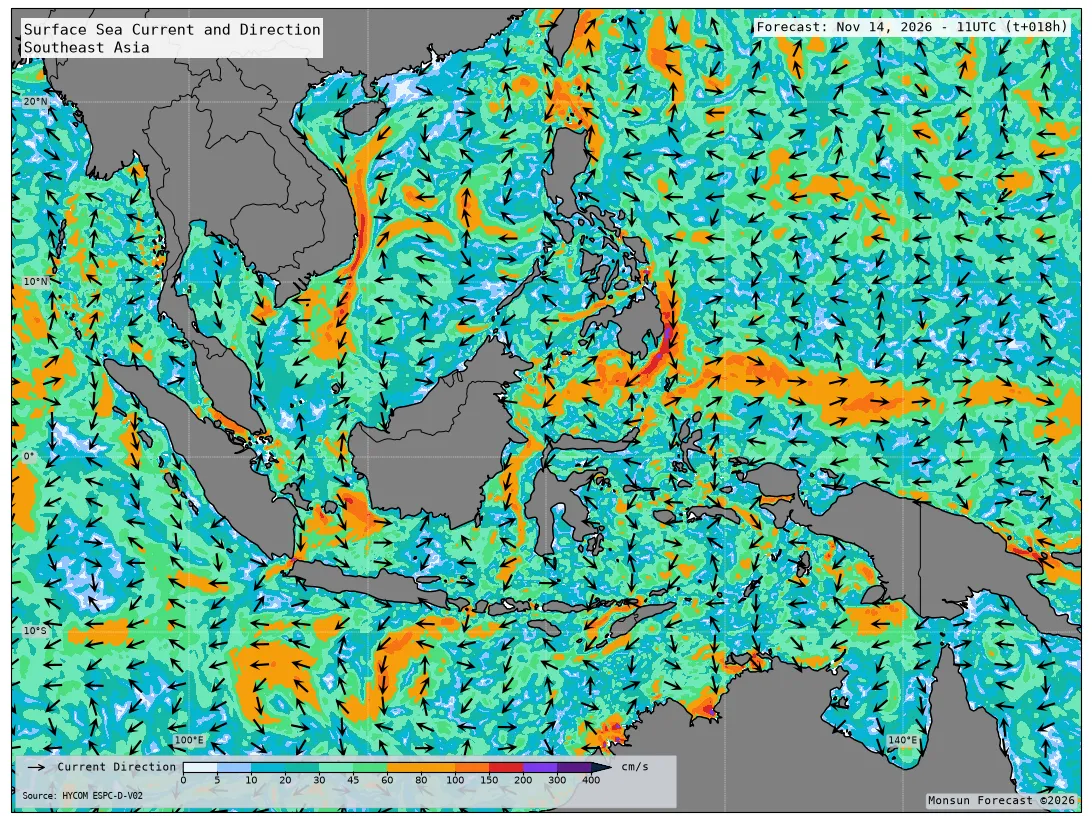 Surface Sea Current and Direction
Southeast Asia
Forecast: Nov 14, 2026 - 11UTC (t+018h)
20°N
10°N
0°
10°S
100°E
140°E
Current Direction
cm/s
0 5 10 20 30 45 60 80 100 150 200 300 400
Source: HYCOM ESPC-D-V02
Monsun Forecast ©2026